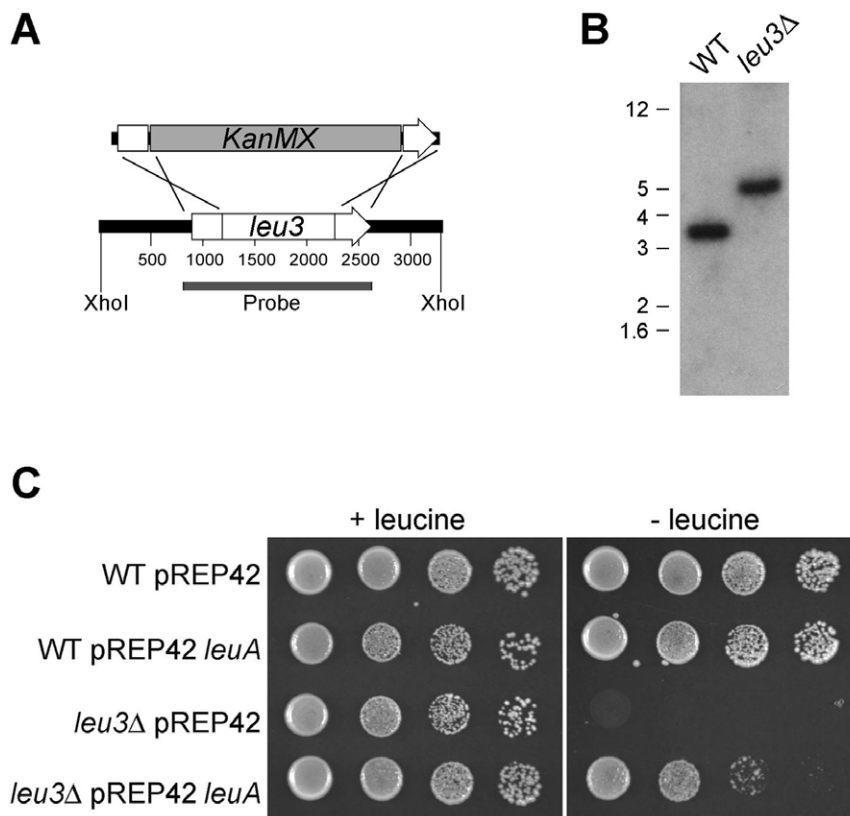 A
KanMX
leu3
500 1000 1500 2000 2500 3000
XhoI Probe XhoI
B
WT leu3Δ
12
5
4
3
2
1.6
C
+ leucine - leucine
WT pREP42
WT pREP42 leuA
leu3Δ pREP42
leu3Δ pREP42 leuA